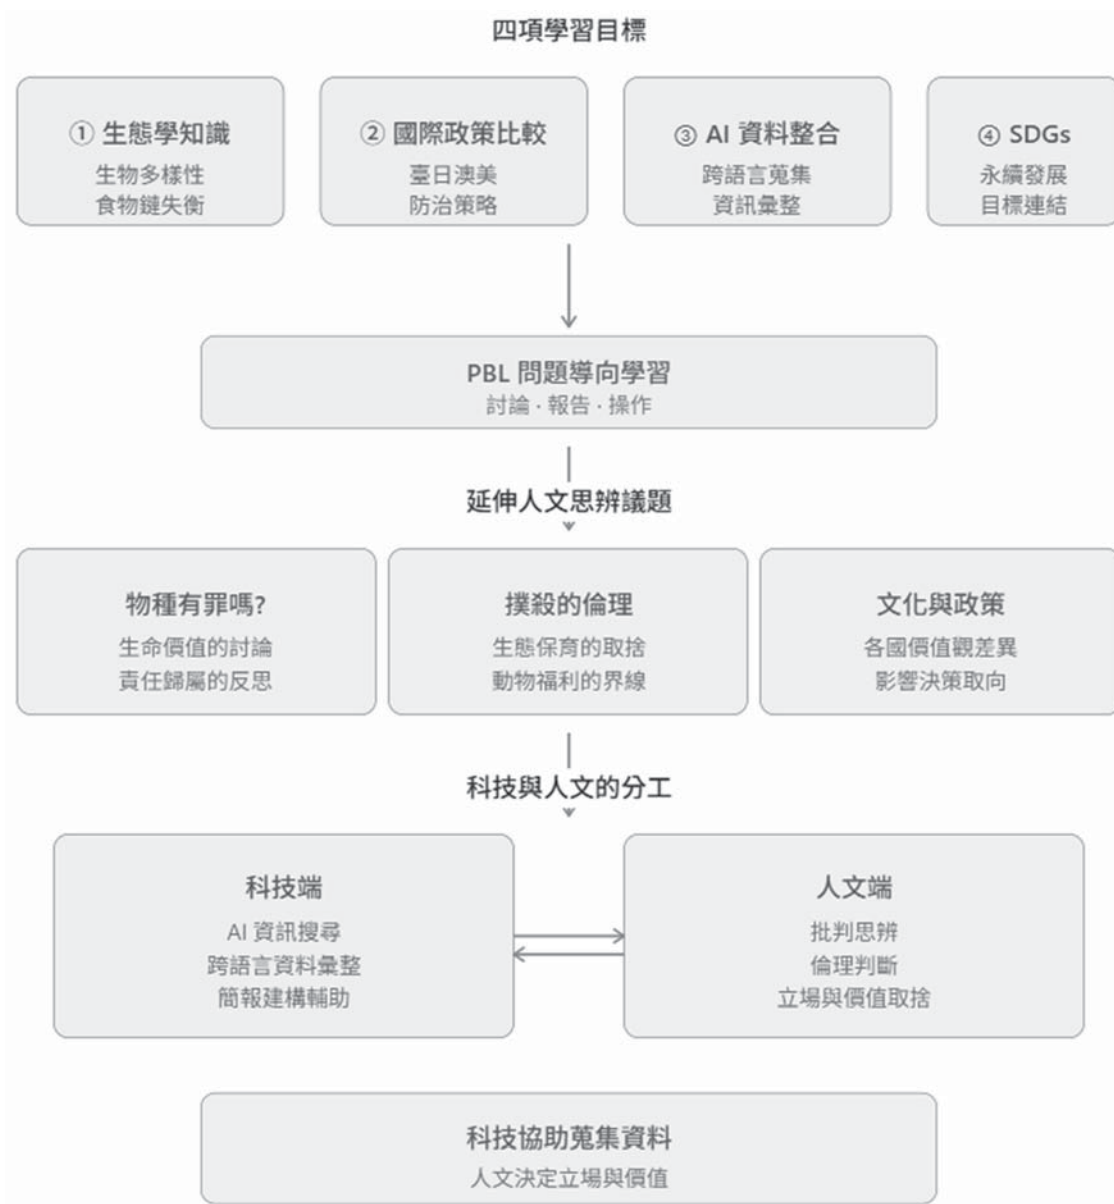 四項學習目標
① 生態學知識
生物多樣性
食物鏈失衡
② 國際政策比較
臺日澳美
防治策略
③ AI 資料整合
跨語言蒐集
資訊彙整
④ SDGs
永續發展
目標連結
PBL 問題導向學習
討論 · 報告 · 操作
延伸人文思辨議題
物種有罪嗎?
生命價值的討論
責任歸屬的反思
撲殺的倫理
生態保育的取捨
動物福利的界線
文化與政策
各國價值觀差異
影響決策取向
科技與人文的分工
科技端
AI 資訊搜尋
跨語言資料彙整
簡報建構輔助
人文端
批判思辨
倫理判斷
立場與價值取捨
科技協助蒐集資料
人文決定立場與價值